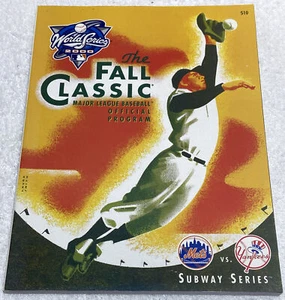 $10
World Series
2000
The
FALL
CLASSIC
MAJOR LEAGUE BASEBALL
OFFICIAL
PROGRAM
Mets
VS.
Yankees
SUBWAY SERIES